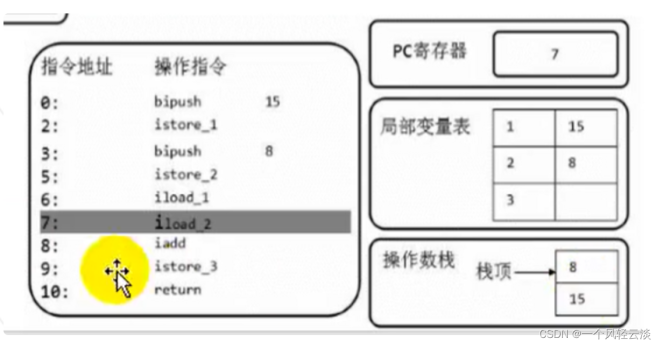 指令地址 操作指令
0: bipush 15
2: istore_1
3: bipush 8
5: istore_2
6: iload_1
7: iload_2
8: iadd
9: istore_3
10: return
PC寄存器 7
局部变量表 1 15
2 8
3
操作数栈 栈顶 8
15
CSDN @一个风轻云淡